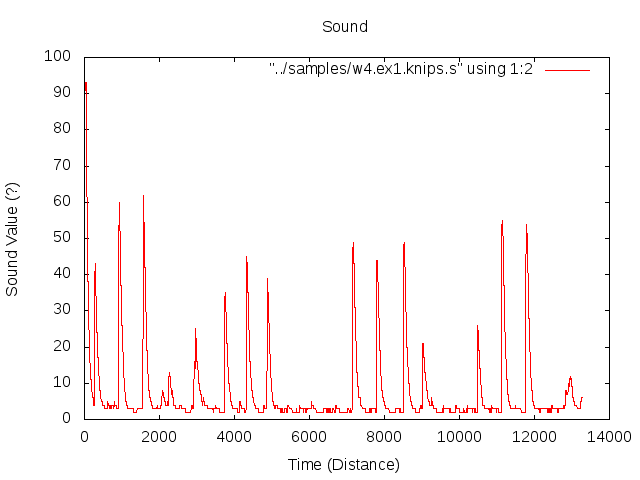 Sound
"../samples/w4.ex1.knips.s" using 1:2
100
90
80
70
60
50
40
30
20
10
0
Sound Value (?)
0 2000 4000 6000 8000 10000 12000 14000
Time (Distance)